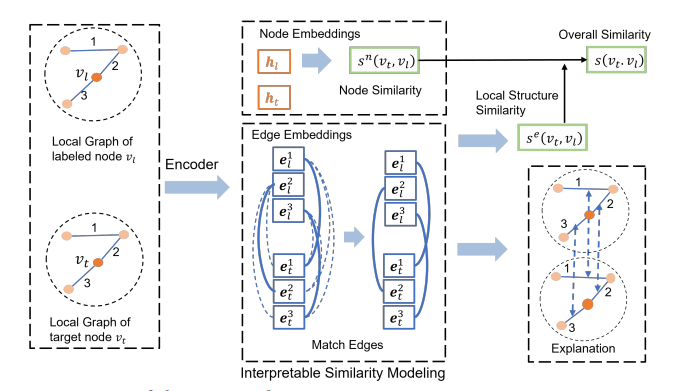 1
2
v_l
3
Local Graph of
labeled node v_l
1
v_t
2
3
Local Graph of
target node v_t
Encoder
Node Embeddings
h_l
h_t
s^n(v_t, v_l)
Node Similarity
Overall Similarity
s(v_t. v_l)
Local Structure
Similarity
s^e(v_t, v_l)
Edge Embeddings
e_l^1
e_l^2
e_l^3
e_t^1
e_t^2
e_t^3
e_l^1
e_l^2
e_l^3
e_t^1
e_t^2
e_t^3
Match Edges
Interpretable Similarity Modeling
1
2
3
1
2
3
Explanation